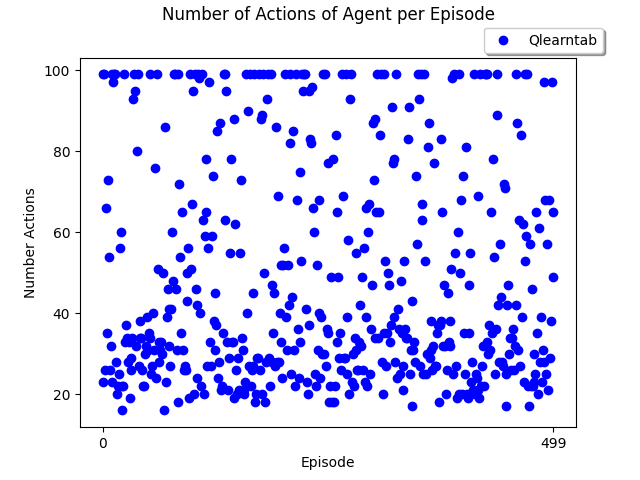 Number of Actions of Agent per Episode
Qlearntab
100
80
60
40
20
Number Actions
0
499
Episode